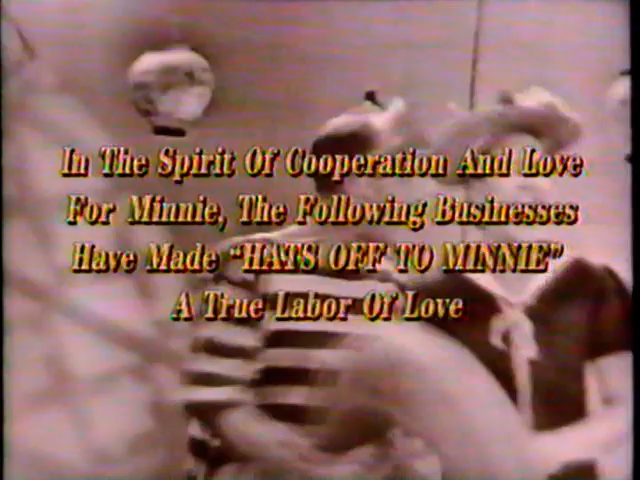 In The Spirit Of Cooperation And Love
For Minnie, The Following Businesses
Have Made "HATS OFF TO MINNIE"
A True Labor Of Love